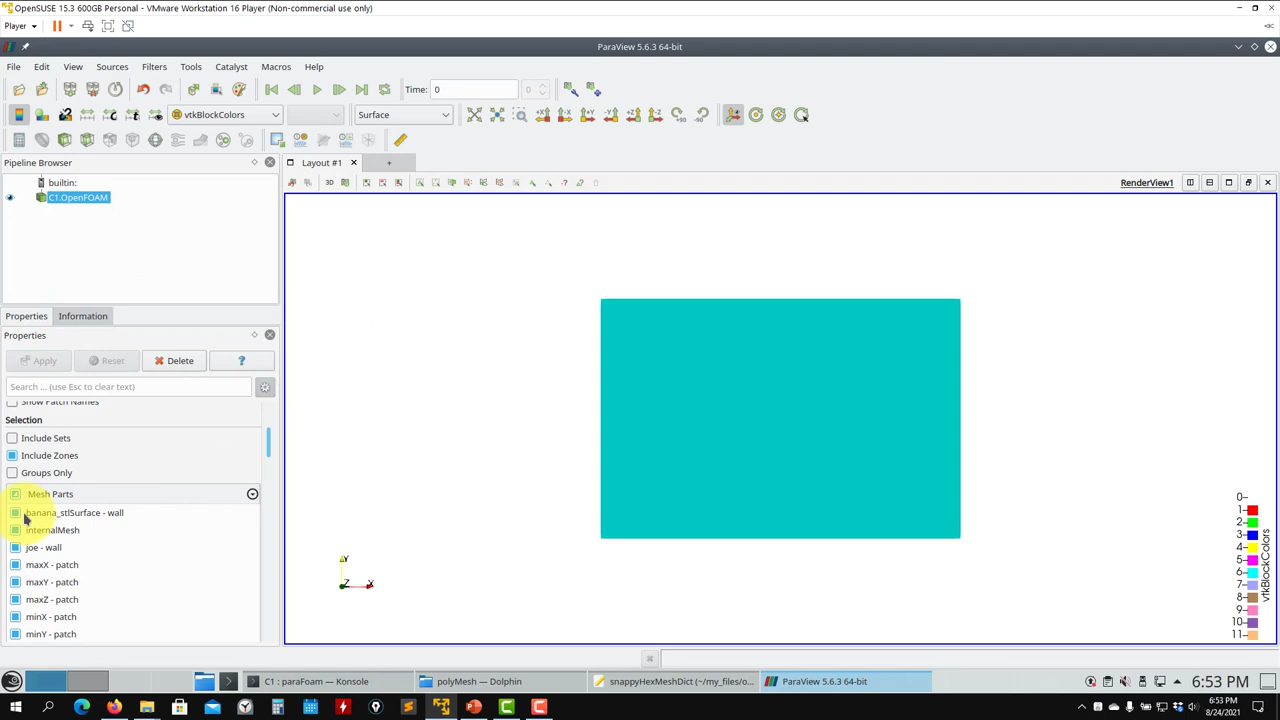 OpenSUSE 15.3 600GB Personal - VMware Workstation 16 Player (Non-commercial use only)
Player
ParaView 5.6.3 64-bit
File Edit View Sources Filters Tools Catalyst Macros Help
Time: 0 0
vtkBlockColors Surface
Pipeline Browser
Layout #1
builtin:
C1.OpenFOAM
3D
RenderView1
Properties Information
Properties
Apply Reset Delete ?
Search ... (use Esc to clear text)
Show Patch Names
Selection
Include Sets
Include Zones
Groups Only
Mesh Parts
banana_stlSurface - wall
internalMesh
joe - wall
maxX - patch
maxY - patch
maxZ - patch
minX - patch
minY - patch
Y
Z X
0
1
2
3
4
5
6
7
8
9
10
11
vtkBlockColors
C1 : paraFoam — Konsole
polyMesh — Dolphin
snappyHexMeshDict (~/my_files/o...
ParaView 5.6.3 64-bit
6:53 PM
6:53 PM
8/24/2021